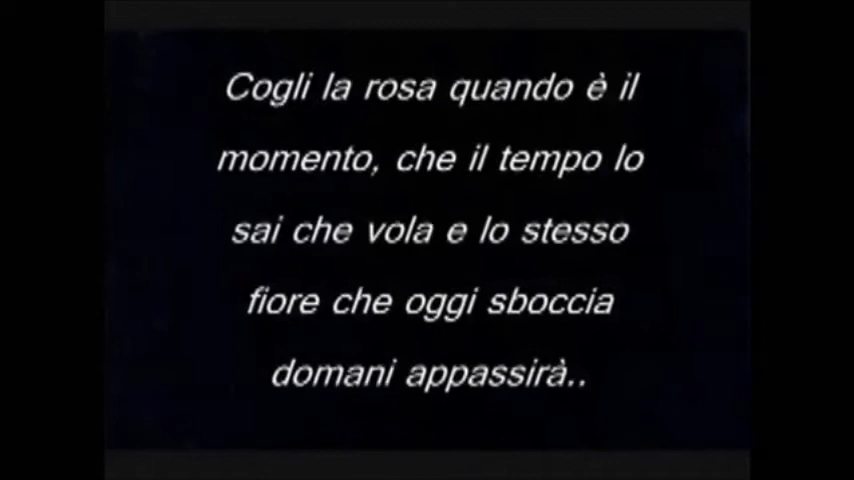 Cogli la rosa quando è il
momento, che il tempo lo
sai che vola e lo stesso
fiore che oggi sboccia
domani appassirà..